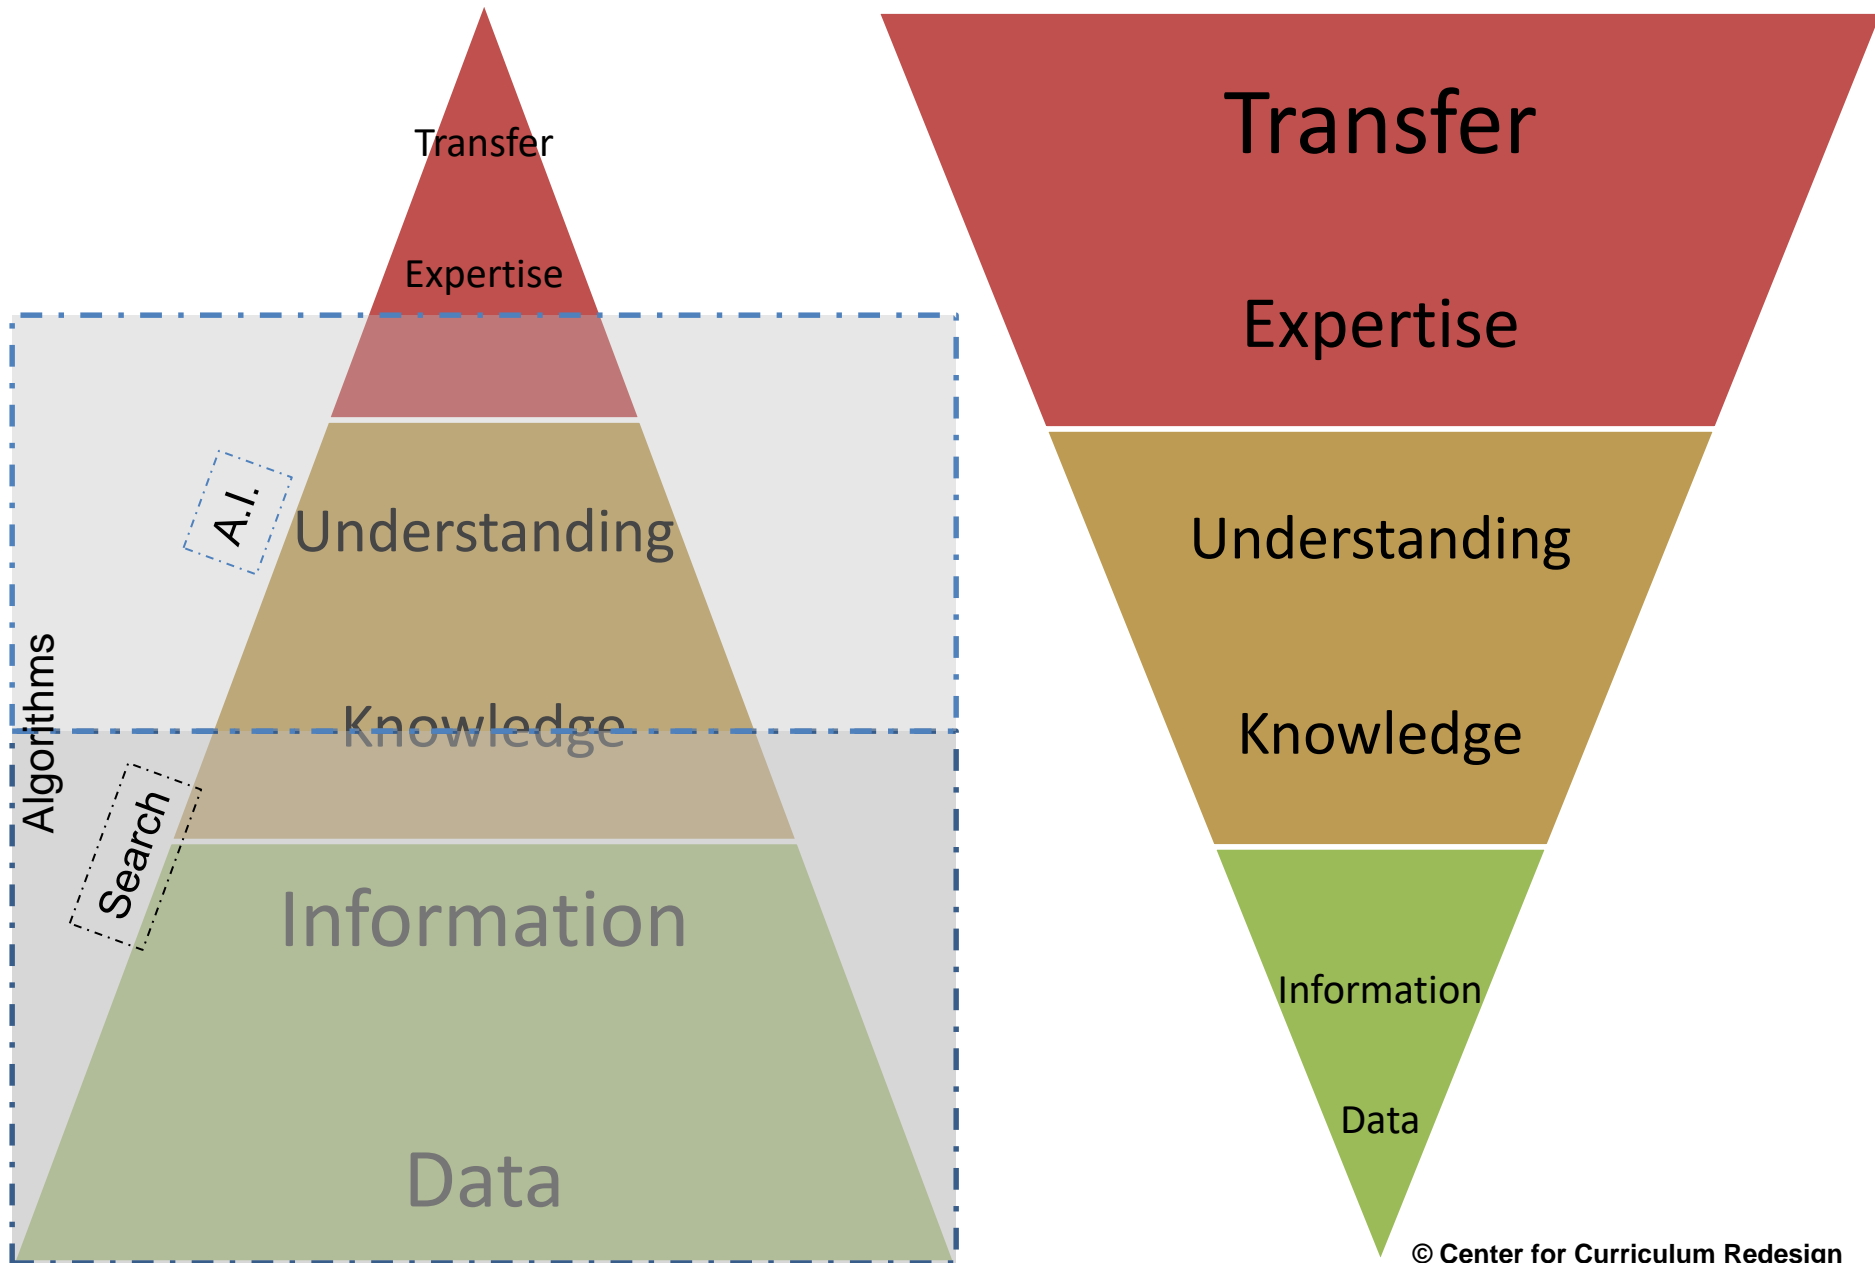 Transfer
Expertise
A.I.
Understanding
Knowledge
Algorithms
Search
Information
Data
Transfer
Expertise
Understanding
Knowledge
Information
Data
© Center for Curriculum Redesign